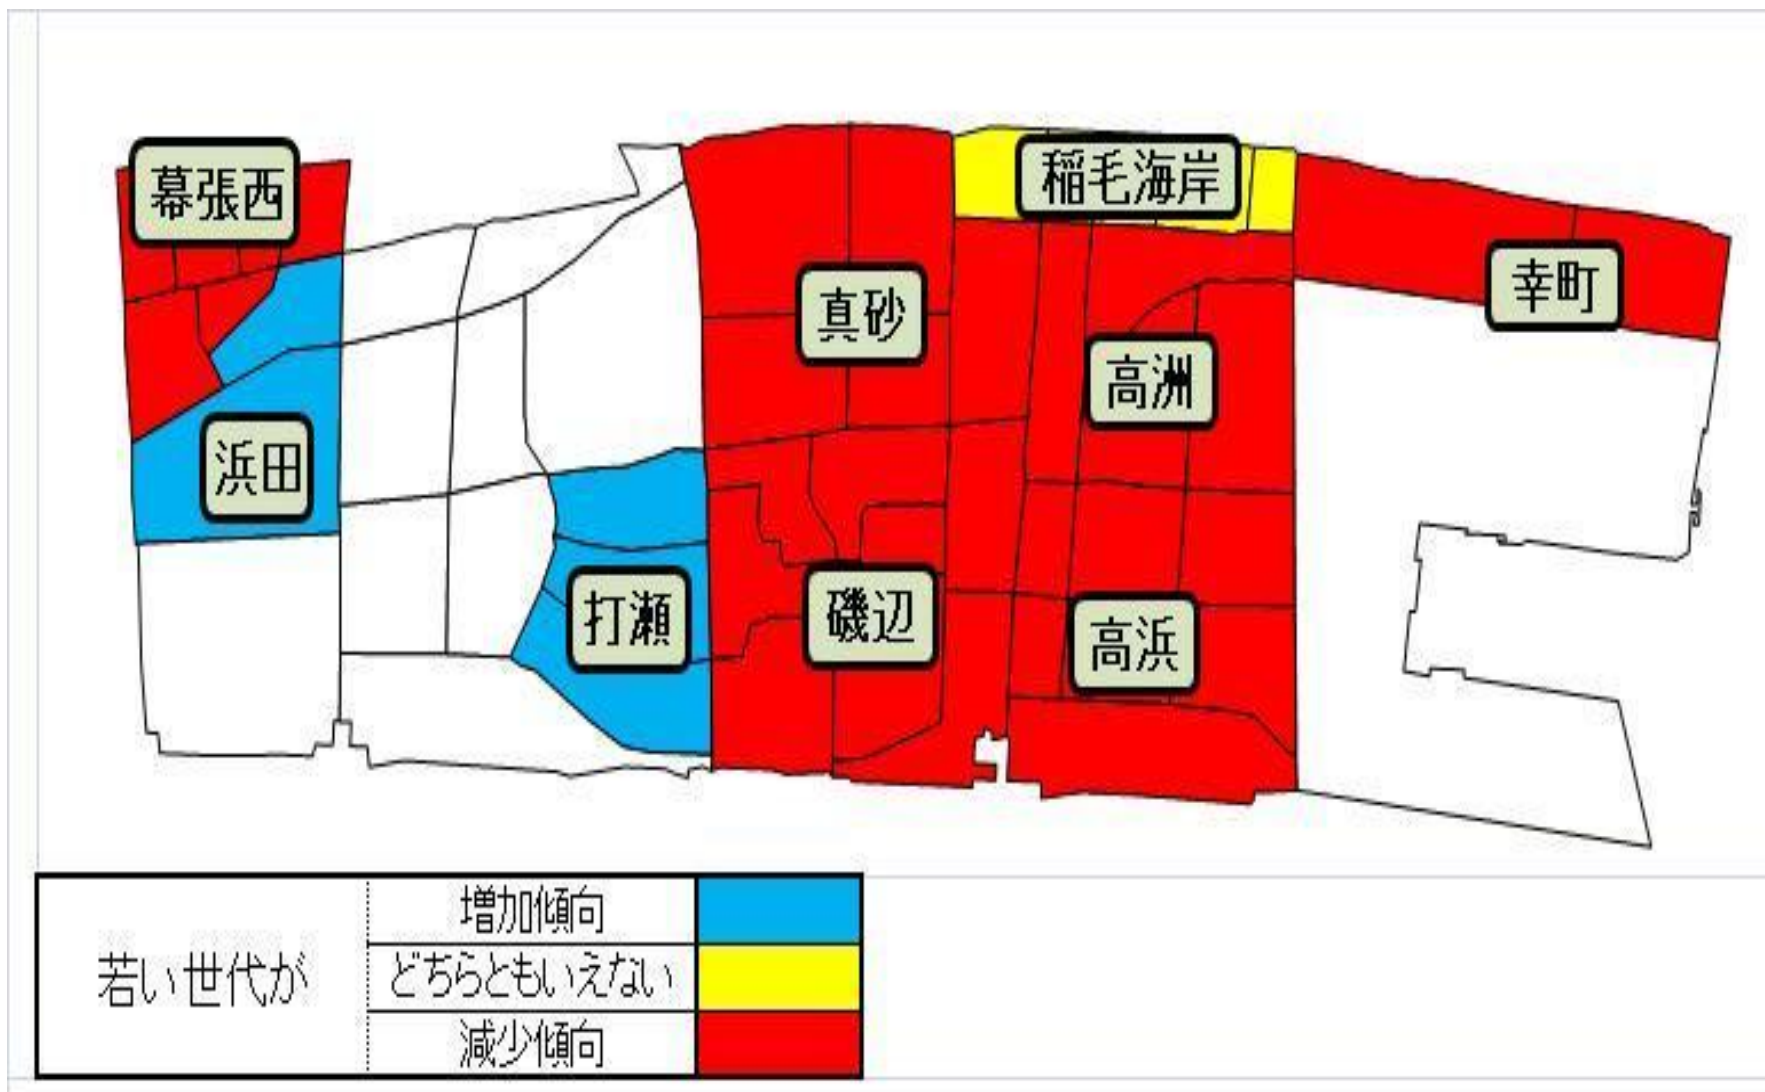 幕張西
稲毛海岸
幸町
真砂
高洲
浜田
打瀬
磯辺
高浜
若い世代が
増加傾向
どちらともいえない
減少傾向